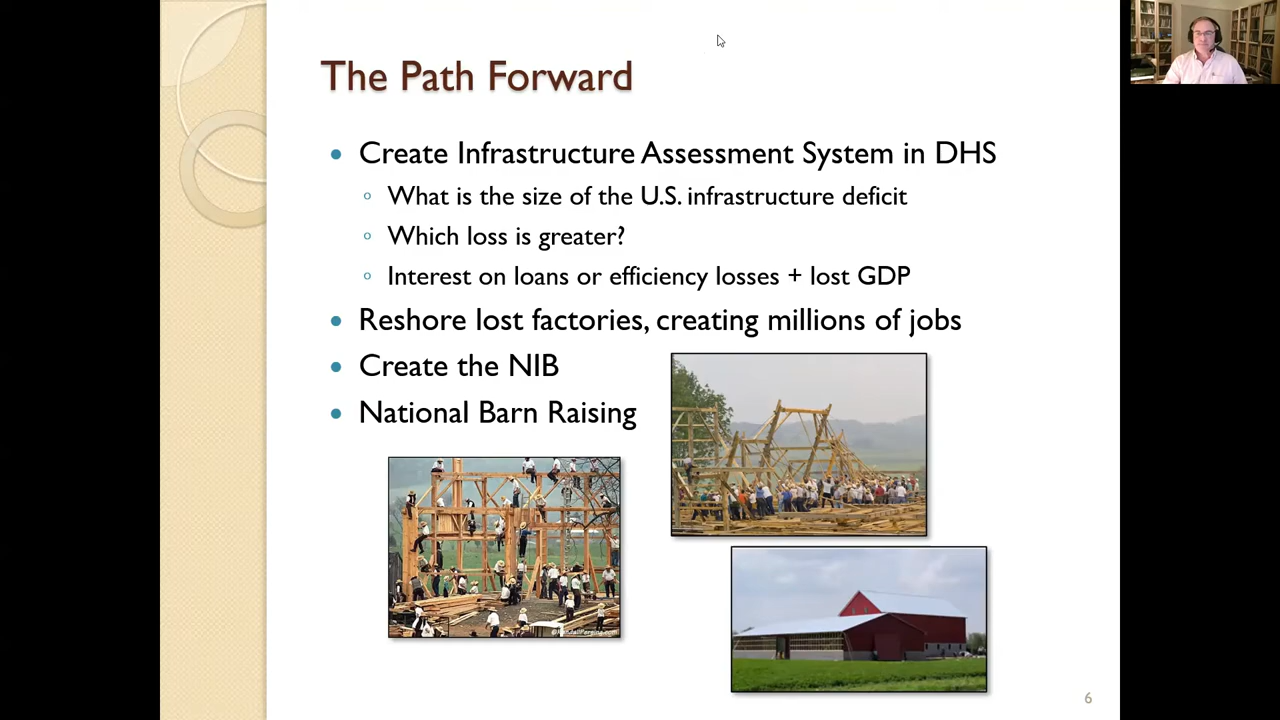 The Path Forward
Create Infrastructure Assessment System in DHS
What is the size of the U.S. infrastructure deficit
Which loss is greater?
Interest on loans or efficiency losses + lost GDP
Reshore lost factories, creating millions of jobs
Create the NIB
National Barn Raising
6